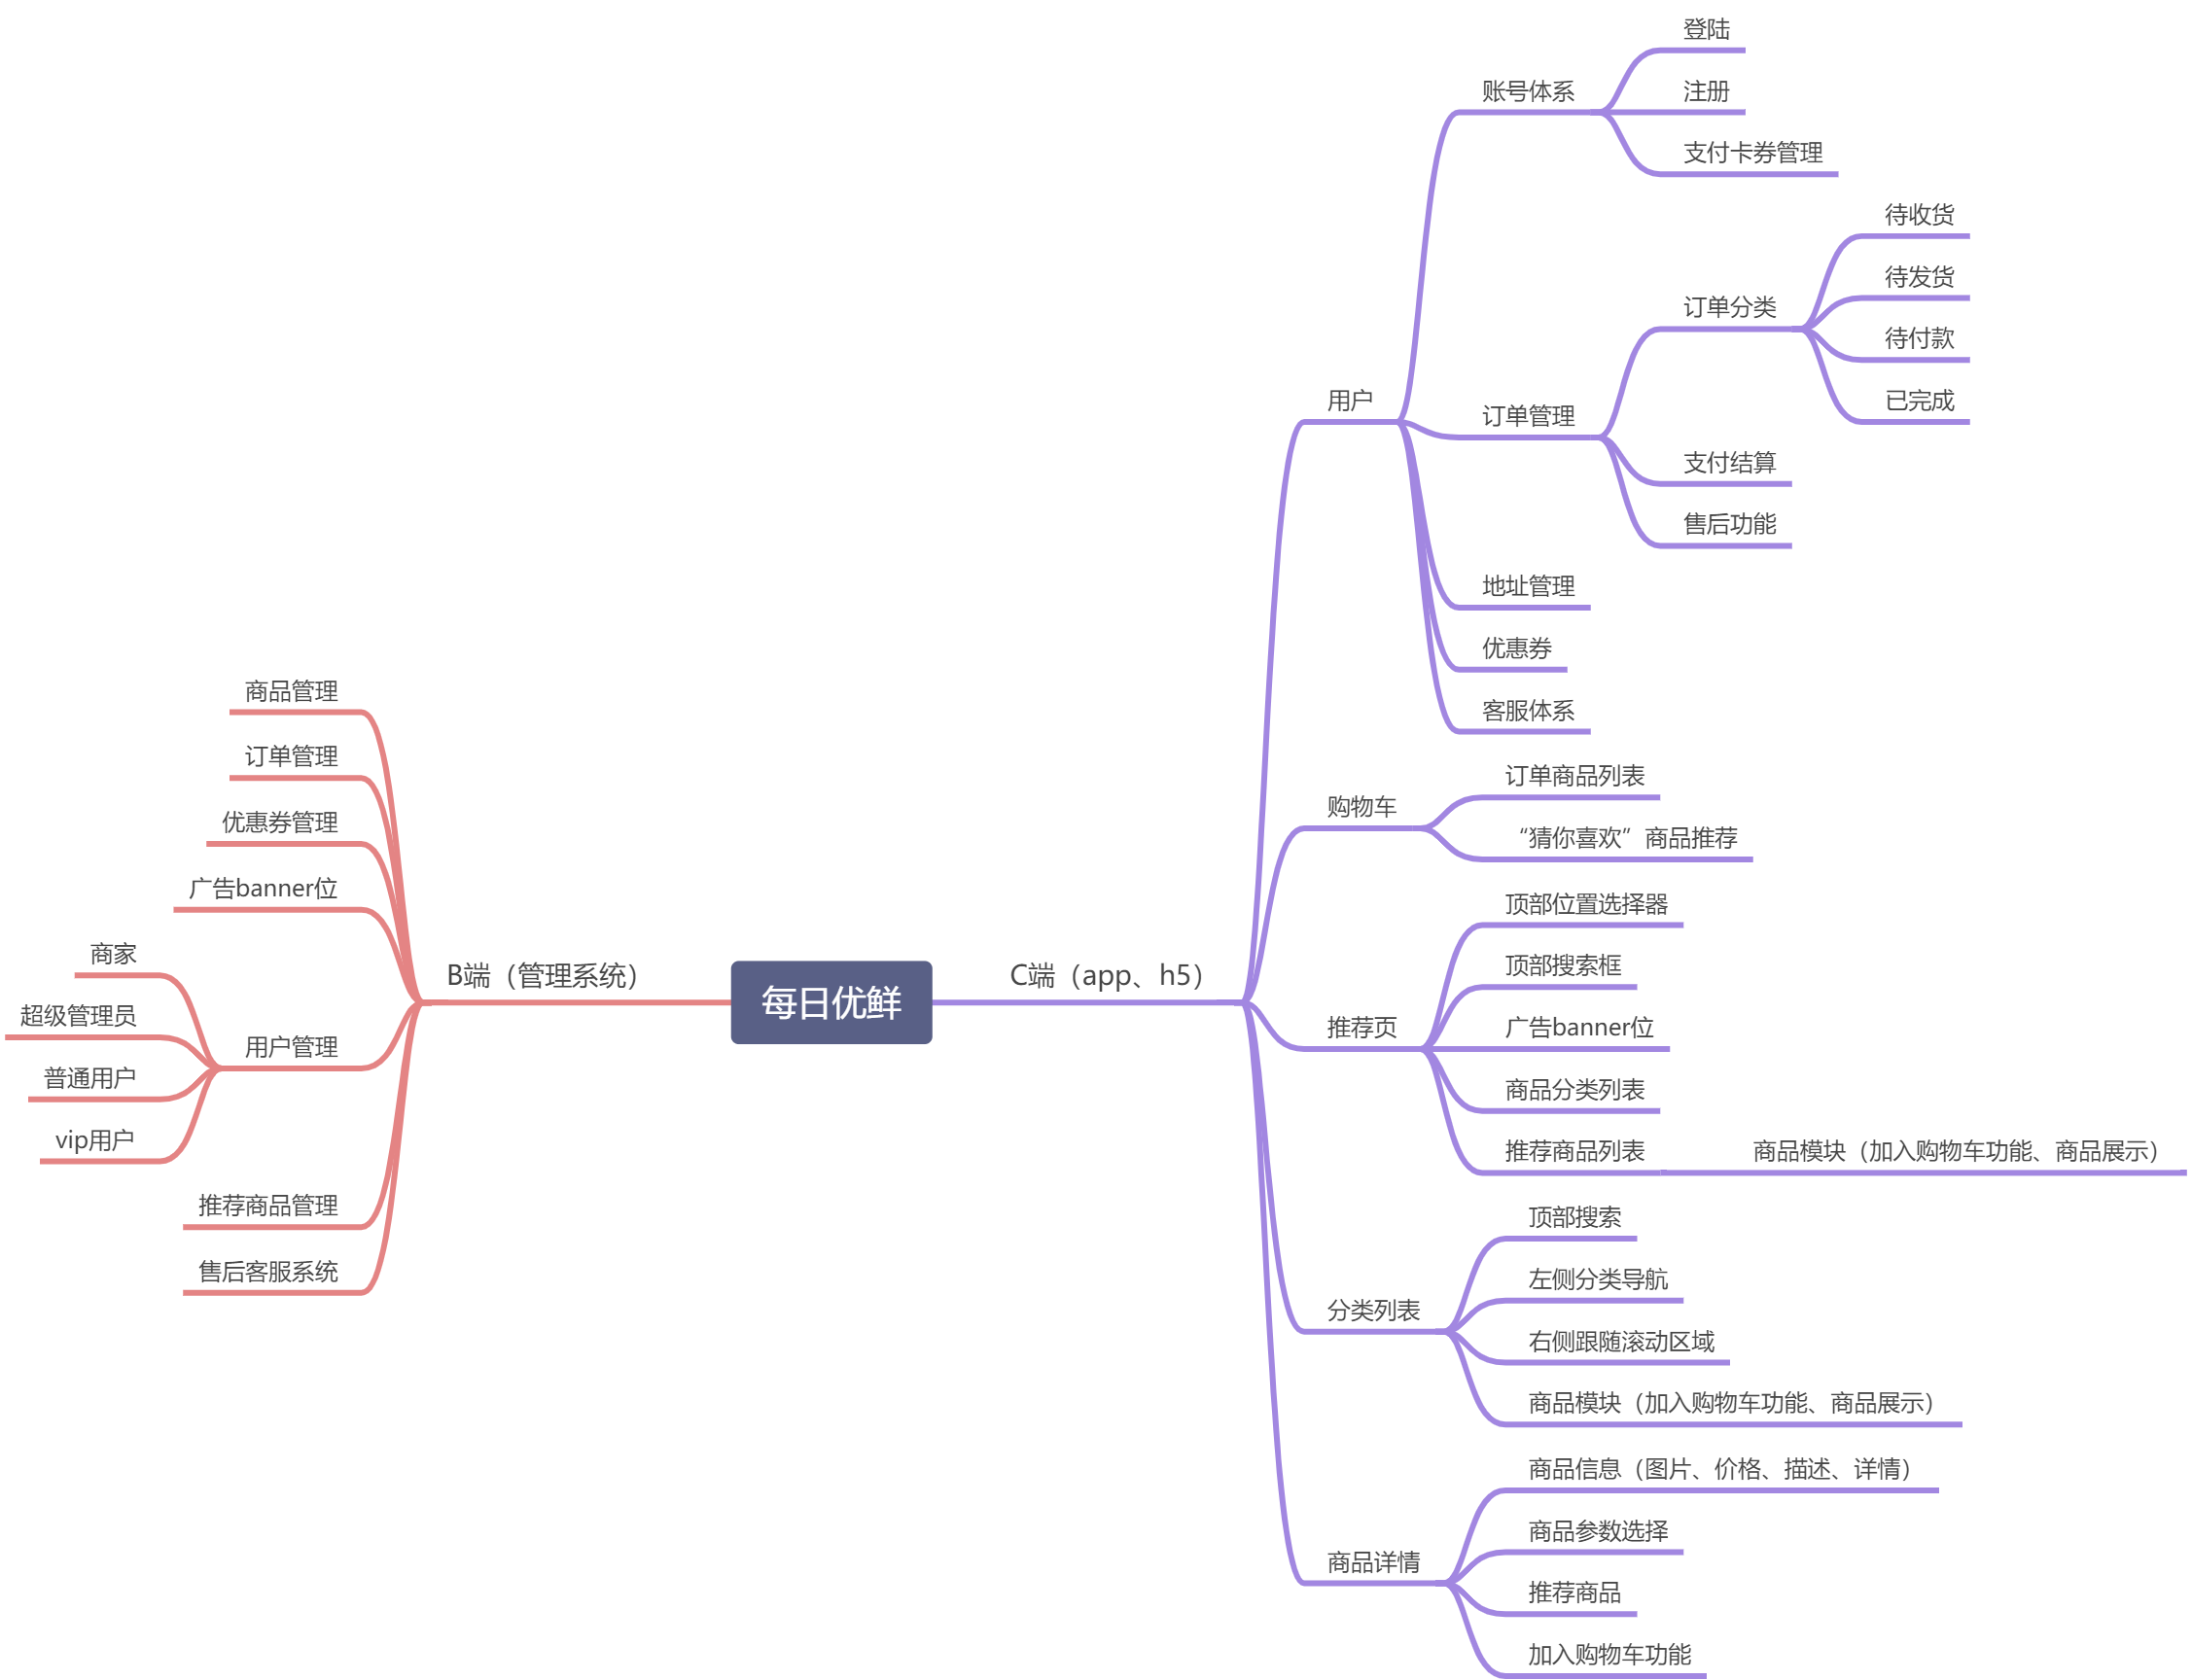 每日优鲜
B端（管理系统）
商品管理
订单管理
优惠券管理
广告banner位
用户管理
商家
超级管理员
普通用户
vip用户
推荐商品管理
售后客服系统
C端（app、h5）
用户
账号体系
登陆
注册
支付卡券管理
订单管理
订单分类
待收货
待发货
待付款
已完成
支付结算
售后功能
地址管理
优惠券
客服体系
购物车
订单商品列表
“猜你喜欢”商品推荐
推荐页
顶部位置选择器
顶部搜索框
广告banner位
商品分类列表
推荐商品列表
商品模块（加入购物车功能、商品展示）
分类列表
顶部搜索
左侧分类导航
右侧跟随滚动区域
商品模块（加入购物车功能、商品展示）
商品详情
商品信息（图片、价格、描述、详情）
商品参数选择
推荐商品
加入购物车功能